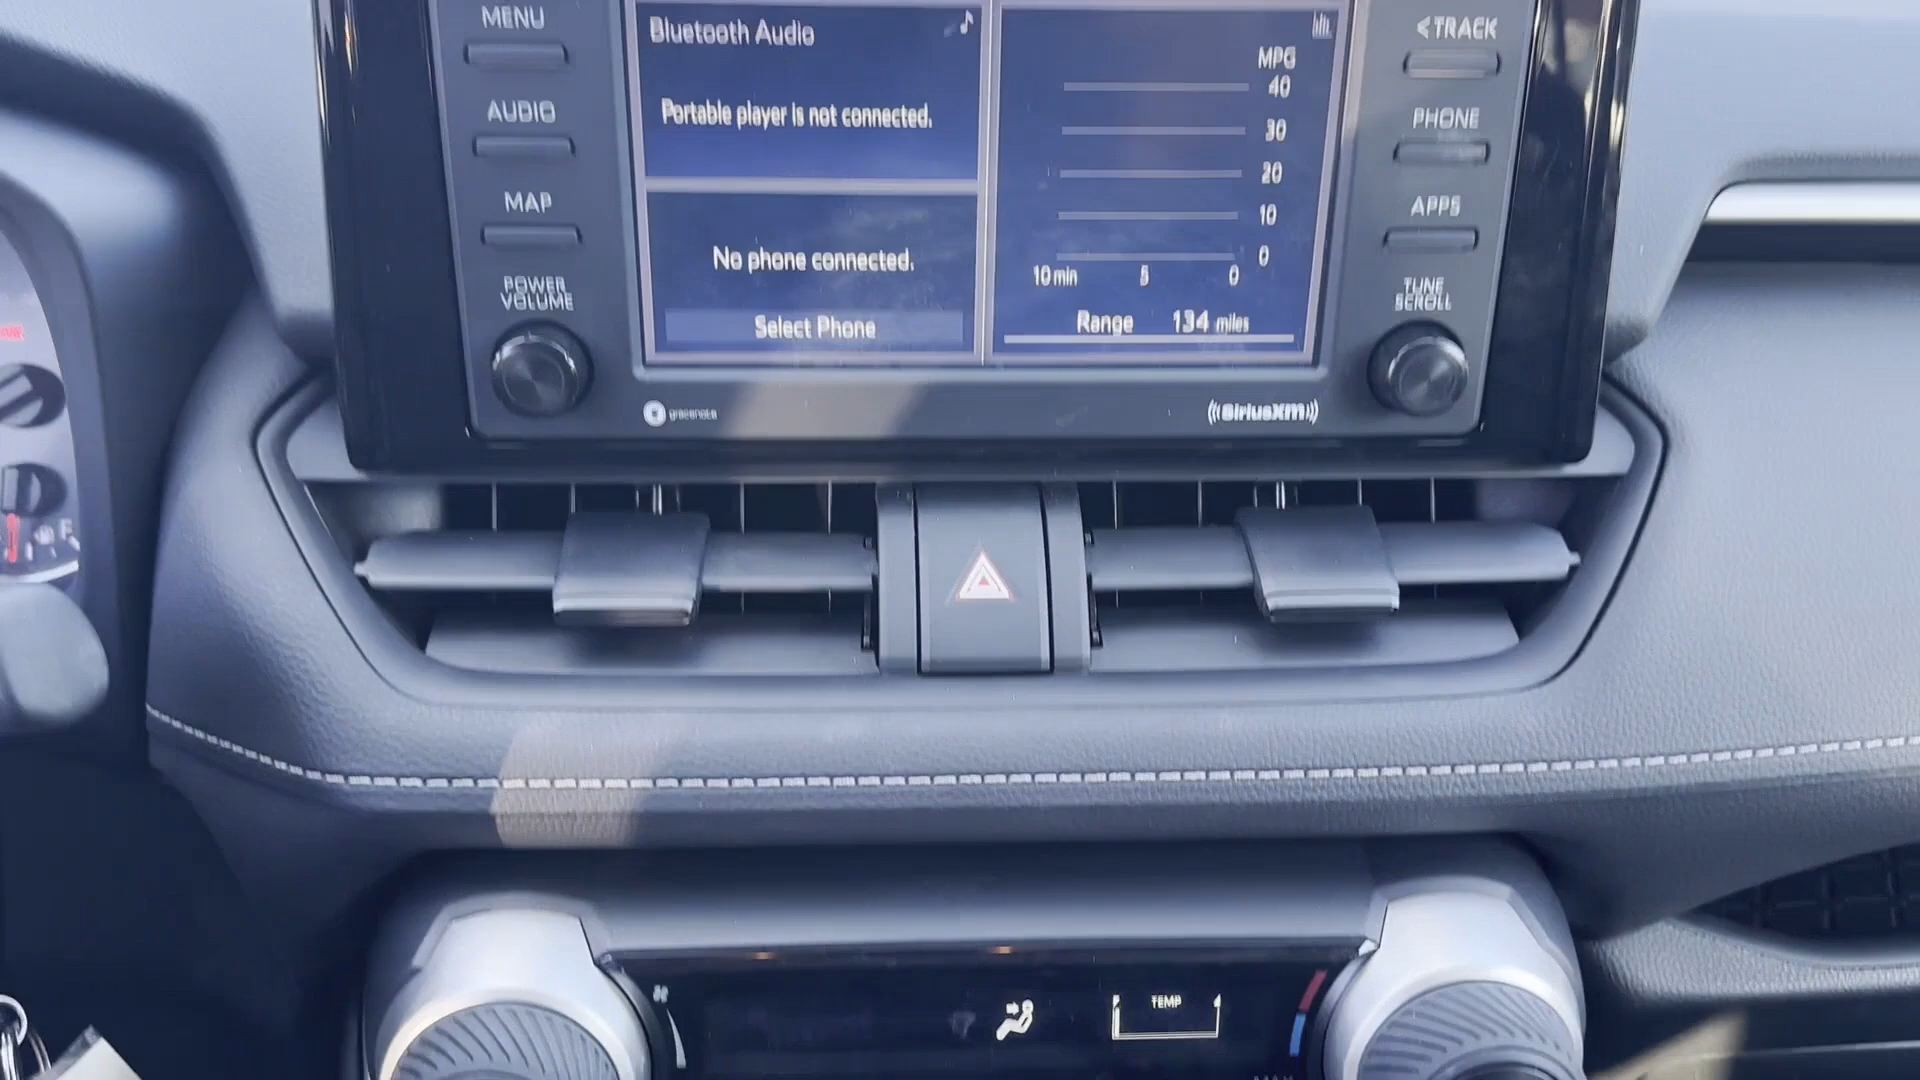 MENU
AUDIO
MAP
POWER
VOLUME
Bluetooth Audio
Portable player is not connected.
No phone connected.
Select Phone
MPG
40
30
20
10
0
10 min 5 0
Range 134 miles
<TRACK
PHONE
APPS
TUNE
SCROLL
gracenote
SiriusXM
F
TEMP